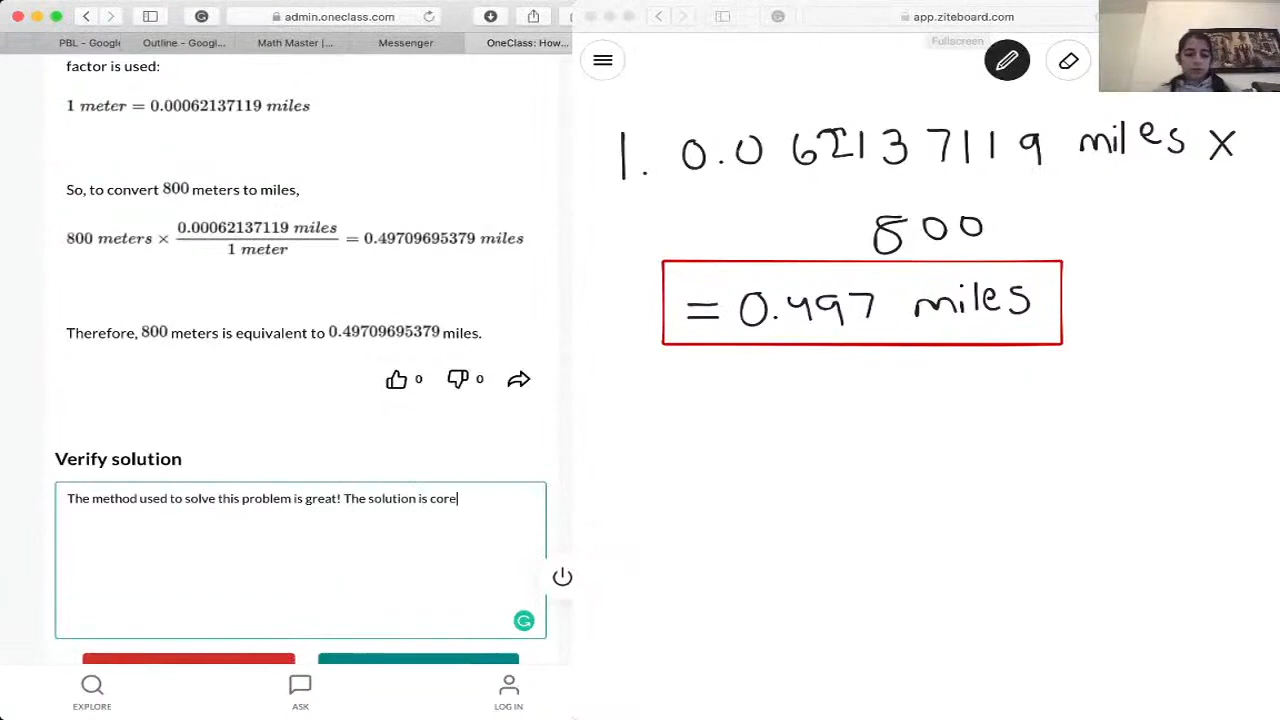 admin.oneclass.com
app.ziteboard.com
PBL – Google
Outline – Googl...
Math Master |...
Messenger
OneClass: How...
Fullscreen
factor is used:
1 meter = 0.00062137119 miles
So, to convert 800 meters to miles,
800 meters × 0.00062137119 miles / 1 meter = 0.49709695379 miles
Therefore, 800 meters is equivalent to 0.49709695379 miles.
0 0
Verify solution
The method used to solve this problem is great! The solution is core
EXPLORE
ASK
LOG IN
1. 0.062137119 miles ×
800
= 0.497 miles